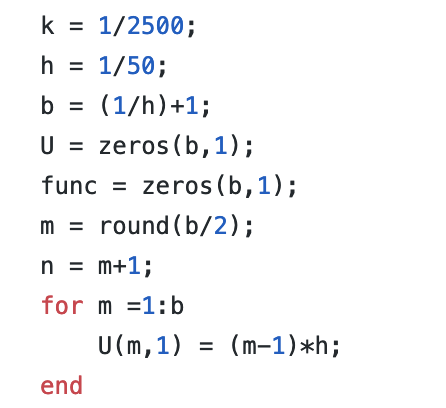 k = 1/2500;
h = 1/50;
b = (1/h)+1;
U = zeros(b,1);
func = zeros(b,1);
m = round(b/2);
n = m+1;
for m =1:b
    U(m,1) = (m-1)*h;
end